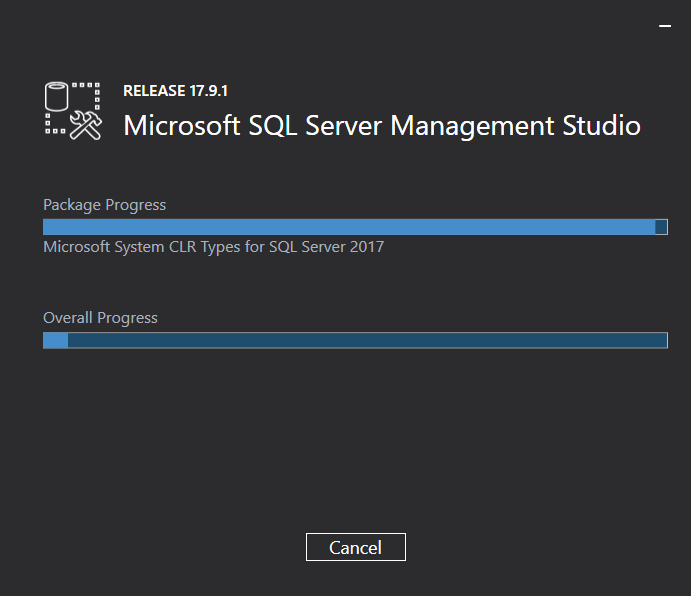 RELEASE 17.9.1
Microsoft SQL Server Management Studio
Package Progress
Microsoft System CLR Types for SQL Server 2017
Overall Progress
Cancel